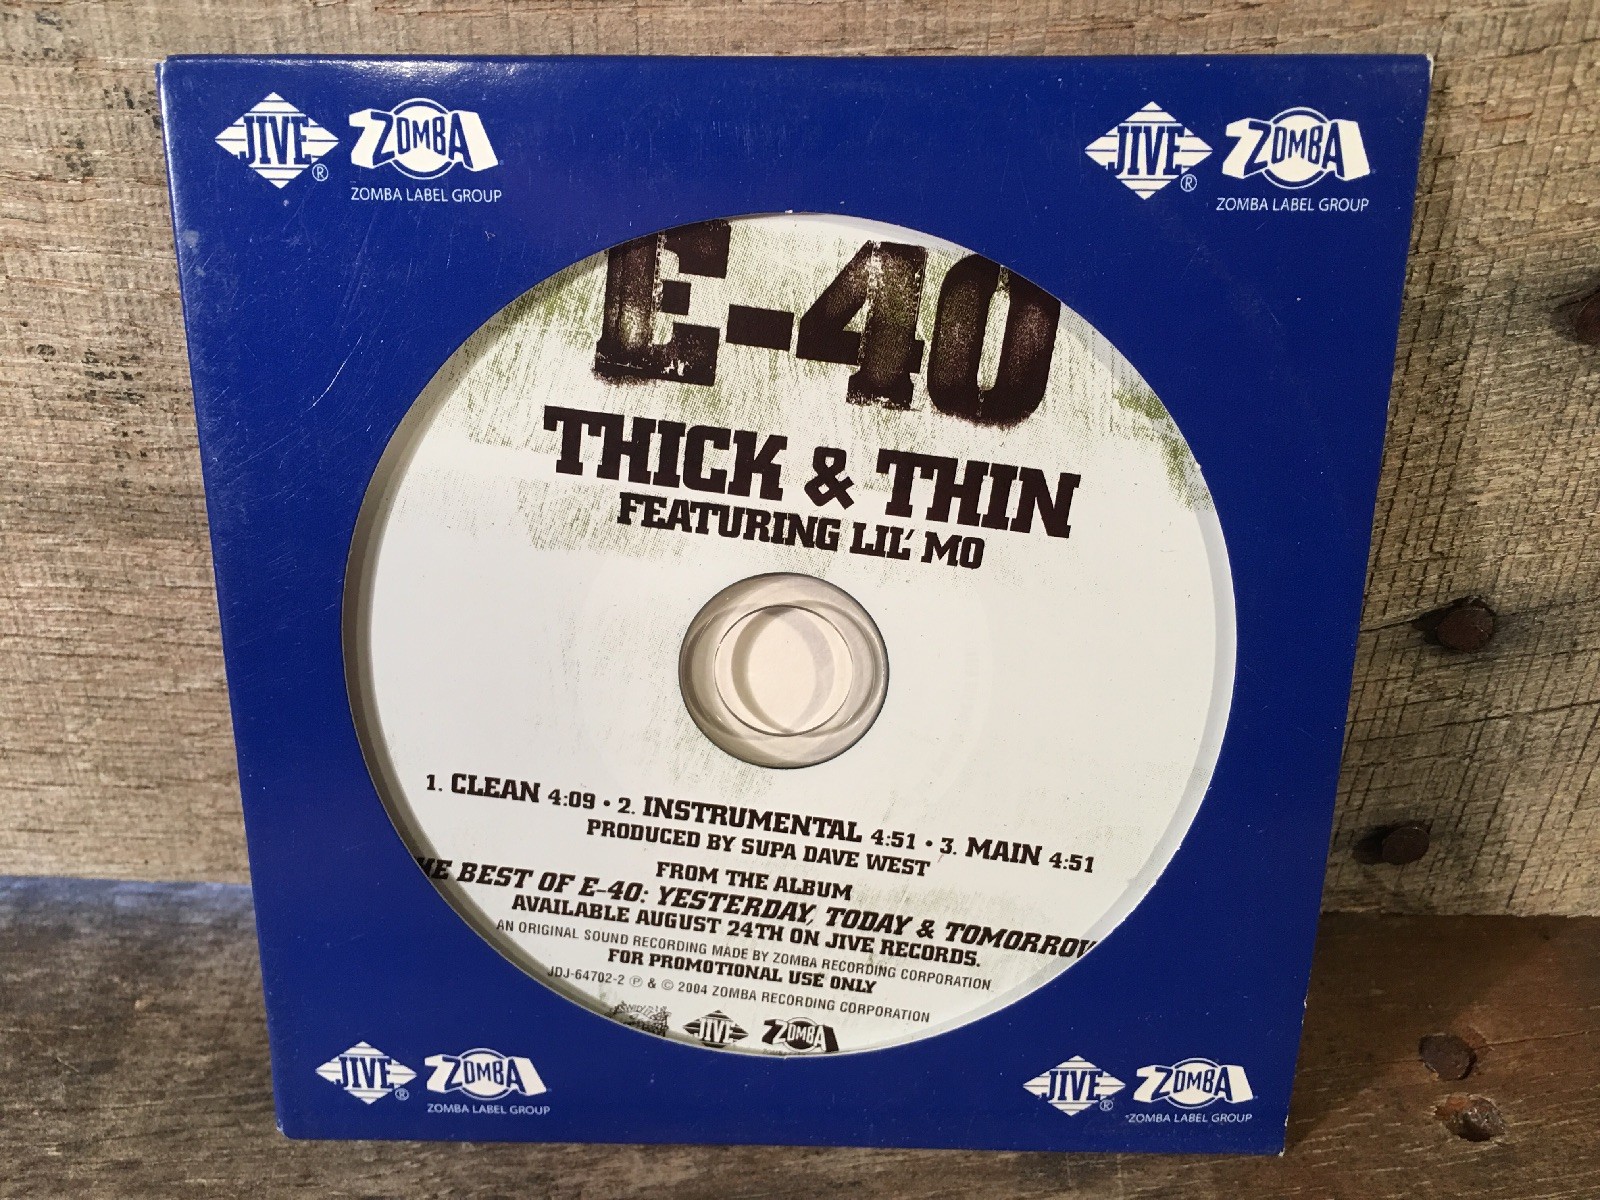 JIVE ®
ZOMBA
ZOMBA LABEL GROUP
JIVE ®
ZOMBA
ZOMBA LABEL GROUP
E-40
THICK & THIN
FEATURING LIL' MO
1. CLEAN 4:09 • 2. INSTRUMENTAL 4:51 • 3. MAIN 4:51
PRODUCED BY SUPA DAVE WEST
FROM THE ALBUM
HE BEST OF E-40: YESTERDAY, TODAY & TOMORROW
AVAILABLE AUGUST 24TH ON JIVE RECORDS.
AN ORIGINAL SOUND RECORDING MADE BY ZOMBA RECORDING CORPORATION
FOR PROMOTIONAL USE ONLY
JDJ-64702-2 ℗ & © 2004 ZOMBA RECORDING CORPORATION
JIVE
ZOMBA
JIVE ®
ZOMBA
ZOMBA LABEL GROUP
JIVE ®
ZOMBA
ZOMBA LABEL GROUP